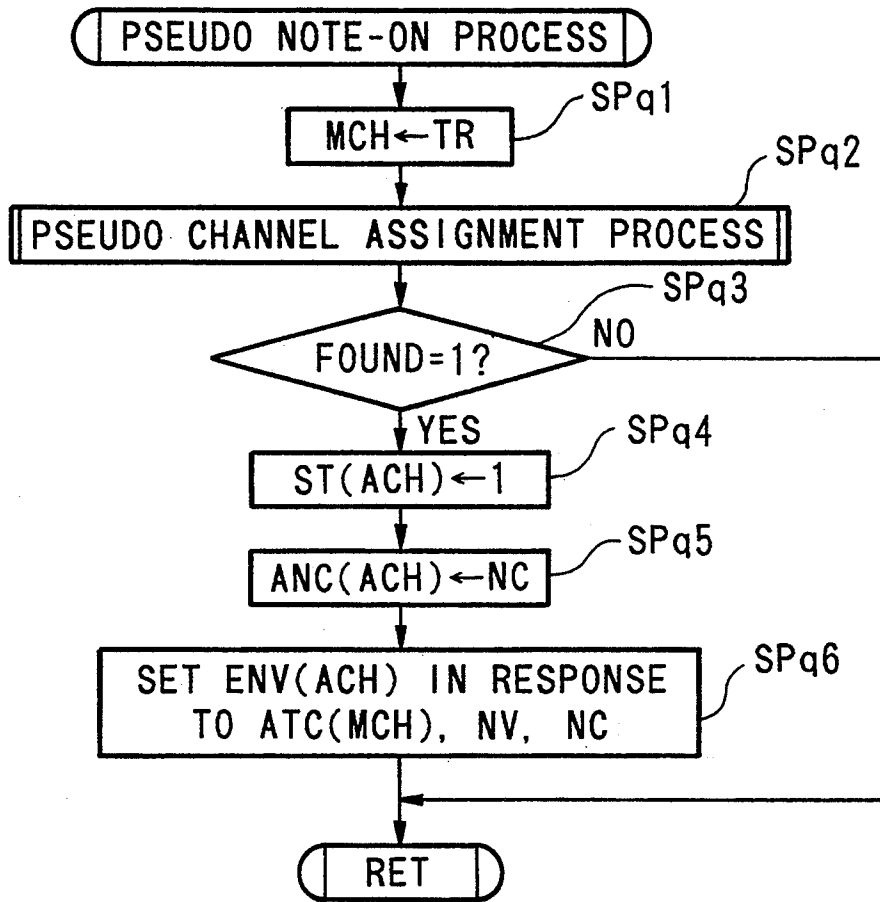 PSEUDO NOTE-ON PROCESS
SPq1
MCH←TR
SPq2
PSEUDO CHANNEL ASSIGNMENT PROCESS
SPq3
FOUND=1?
NO
YES
SPq4
ST(ACH)←1
SPq5
ANC(ACH)←NC
SPq6
SET ENV(ACH) IN RESPONSE
TO ATC(MCH), NV, NC
RET